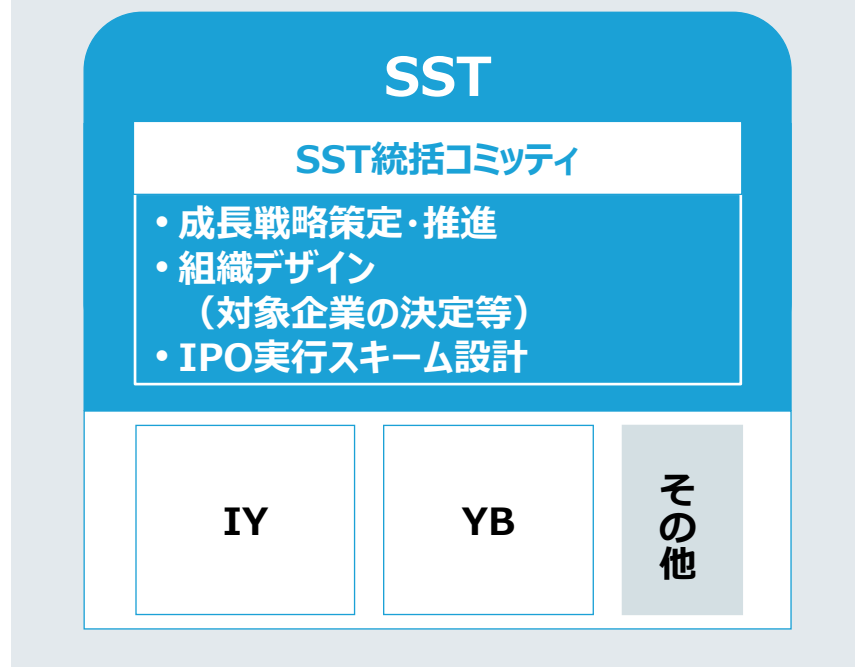 SST
SST統括コミッティ
・成長戦略策定・推進
・組織デザイン
（対象企業の決定等）
・IPO実行スキーム設計
IY
YB
その他